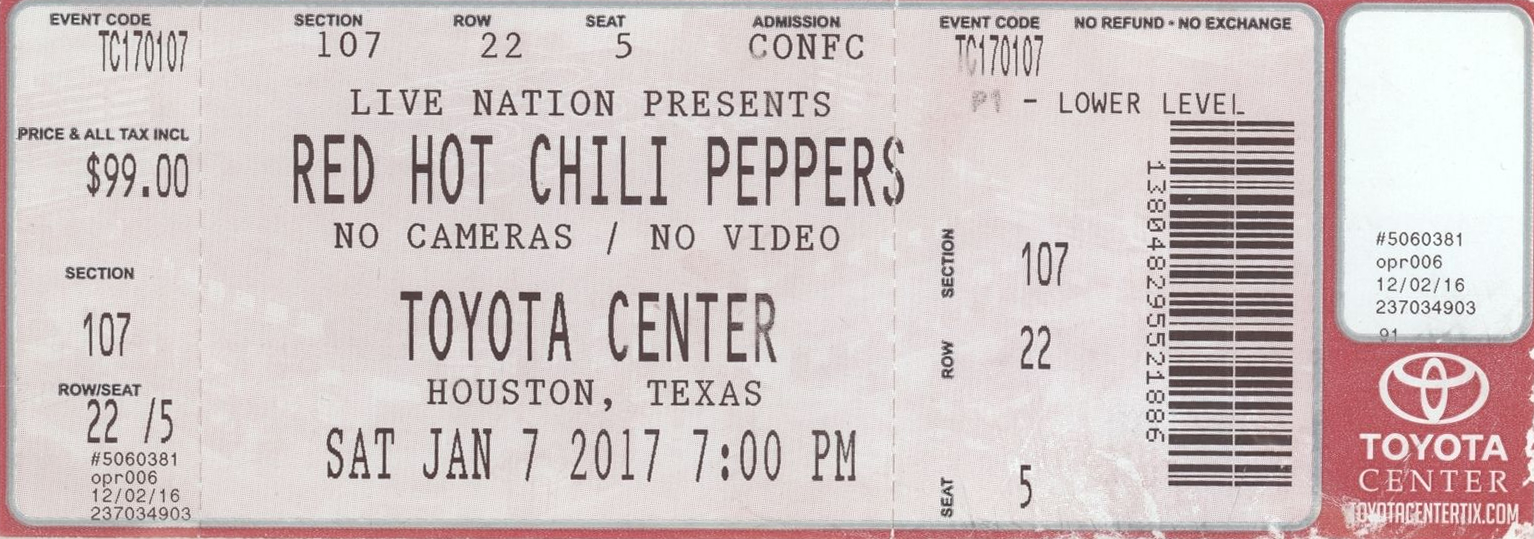 EVENT CODE
TC170107
PRICE & ALL TAX INCL
$99.00
SECTION
107
ROW/SEAT
22 /5
#5060381
opr006
12/02/16
237034903
SECTION ROW SEAT ADMISSION
107 22 5 CONFC
LIVE NATION PRESENTS
RED HOT CHILI PEPPERS
NO CAMERAS / NO VIDEO
TOYOTA CENTER
HOUSTON, TEXAS
SAT JAN 7 2017 7:00 PM
EVENT CODE NO REFUND • NO EXCHANGE
TC170107
P1 - LOWER LEVEL
SECTION 107
ROW 22
SEAT 5
138048295521886
#5060381
opr006
12/02/16
237034903
91
TOYOTA
CENTER
TOYOTACENTERTIX.COM